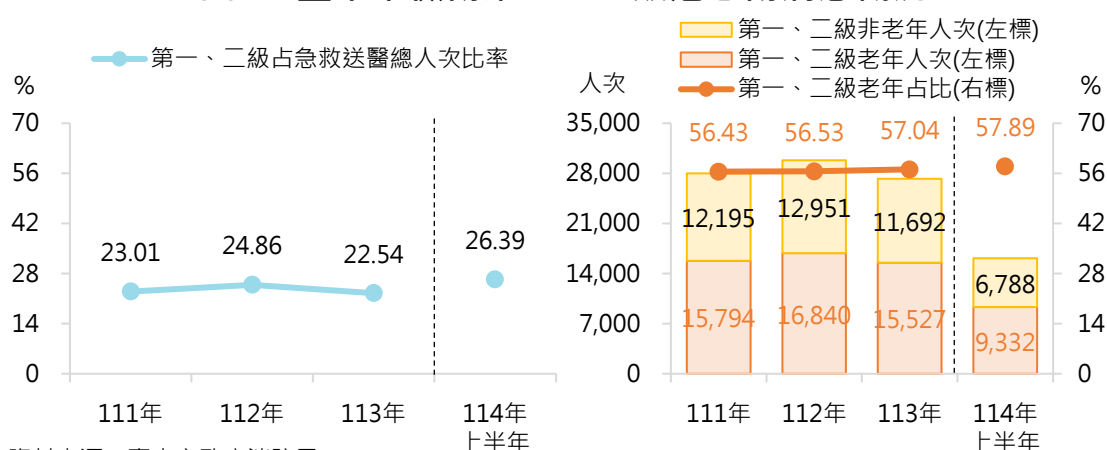 第一、二級占急救送醫總人次比率
%
70
56
42
28
14
0
23.01
24.86
22.54
26.39
111年
112年
113年
114年
上半年
第一、二級非老年人次(左標)
第一、二級老年人次(左標)
第一、二級老年占比(右標)
人次
%
35,000
28,000
21,000
14,000
7,000
0
56.43
56.53
57.04
57.89
12,195
12,951
11,692
6,788
15,794
16,840
15,527
9,332
70
56
42
28
14
0
111年
112年
113年
114年
上半年